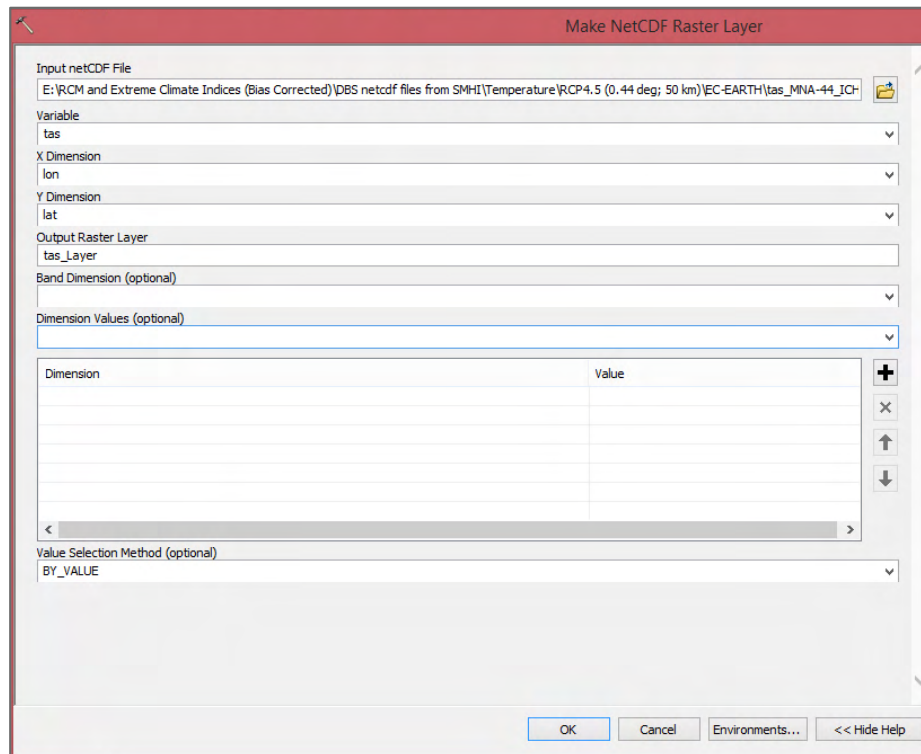 Make NetCDF Raster Layer
Input netCDF File
E:\RCM and Extreme Climate Indices (Bias Corrected)\DBS netcdf files from SMHI\Temperature\RCP4.5 (0.44 deg; 50 km)\EC-EARTH\tas_MNA-44_ICH
Variable
tas
X Dimension
lon
Y Dimension
lat
Output Raster Layer
tas_Layer
Band Dimension (optional)
Dimension Values (optional)
Dimension Value
Value Selection Method (optional)
BY_VALUE
OK Cancel Environments... << Hide Help